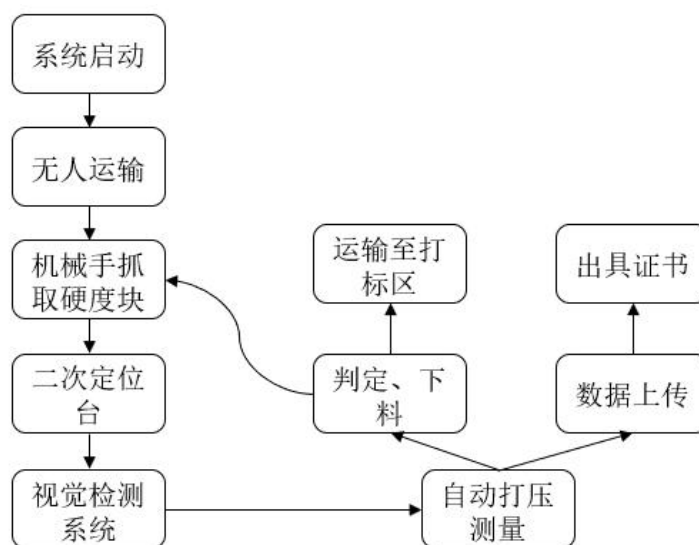 系统启动
无人运输
机械手抓
取硬度块
二次定位
台
视觉检测
系统
运输至打
标区
判定、下
料
出具证书
数据上传
自动打压
测量